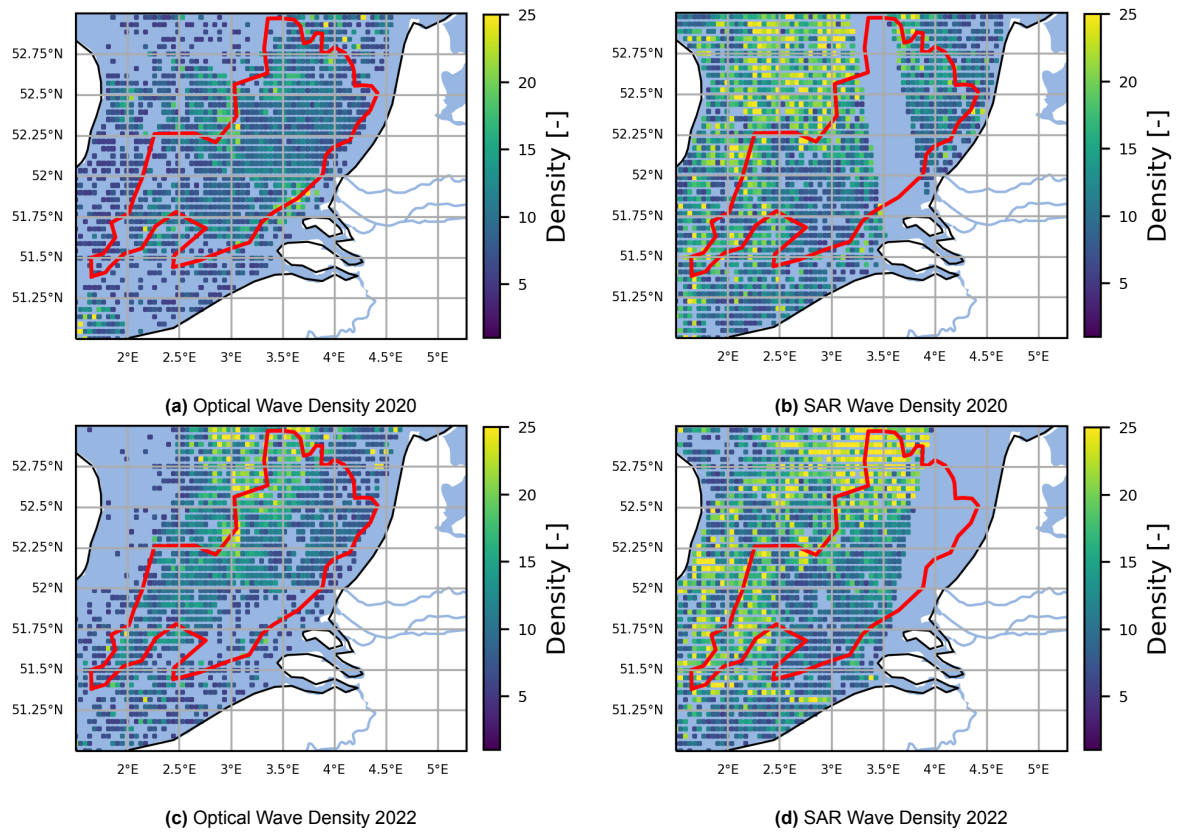 52.75°N
52.5°N
52.25°N
52°N
51.75°N
51.5°N
51.25°N
2°E 2.5°E 3°E 3.5°E 4°E 4.5°E 5°E
25
20
15
10
5
Density [-]
(a) Optical Wave Density 2020
52.75°N
52.5°N
52.25°N
52°N
51.75°N
51.5°N
51.25°N
2°E 2.5°E 3°E 3.5°E 4°E 4.5°E 5°E
25
20
15
10
5
Density [-]
(b) SAR Wave Density 2020
52.75°N
52.5°N
52.25°N
52°N
51.75°N
51.5°N
51.25°N
2°E 2.5°E 3°E 3.5°E 4°E 4.5°E 5°E
25
20
15
10
5
Density [-]
(c) Optical Wave Density 2022
52.75°N
52.5°N
52.25°N
52°N
51.75°N
51.5°N
51.25°N
2°E 2.5°E 3°E 3.5°E 4°E 4.5°E 5°E
25
20
15
10
5
Density [-]
(d) SAR Wave Density 2022